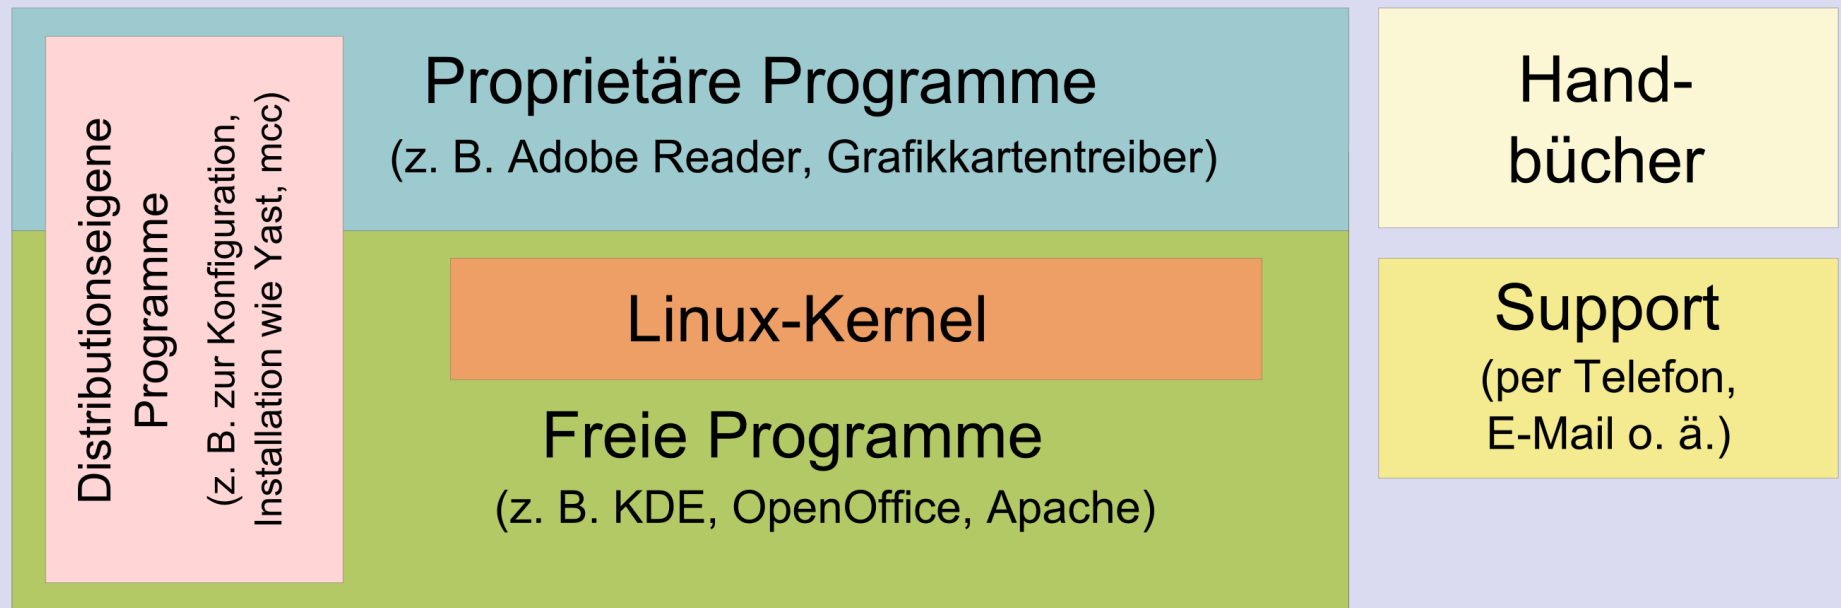 Distributionseigene
Programme
(z. B. zur Konfiguration,
Installation wie Yast, mcc)
Proprietäre Programme
(z. B. Adobe Reader, Grafikkartentreiber)
Linux-Kernel
Freie Programme
(z. B. KDE, OpenOffice, Apache)
Hand-
bücher
Support
(per Telefon,
E-Mail o. ä.)